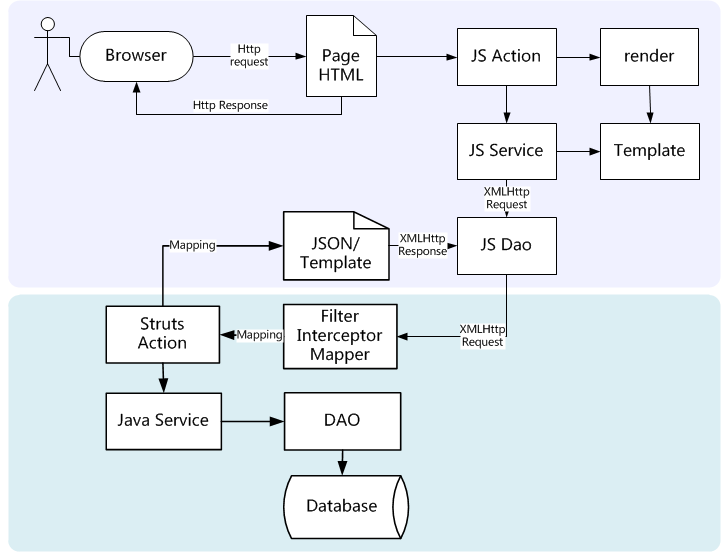 Browser
Http
request
Page
HTML
JS Action
render
Http Response
JS Service
Template
XMLHttp
Request
Mapping
JSON/
Template
XMLHttp
Response
JS Dao
Struts
Action
Mapping
Filter
Interceptor
Mapper
XMLHttp
Request
Java Service
DAO
Database